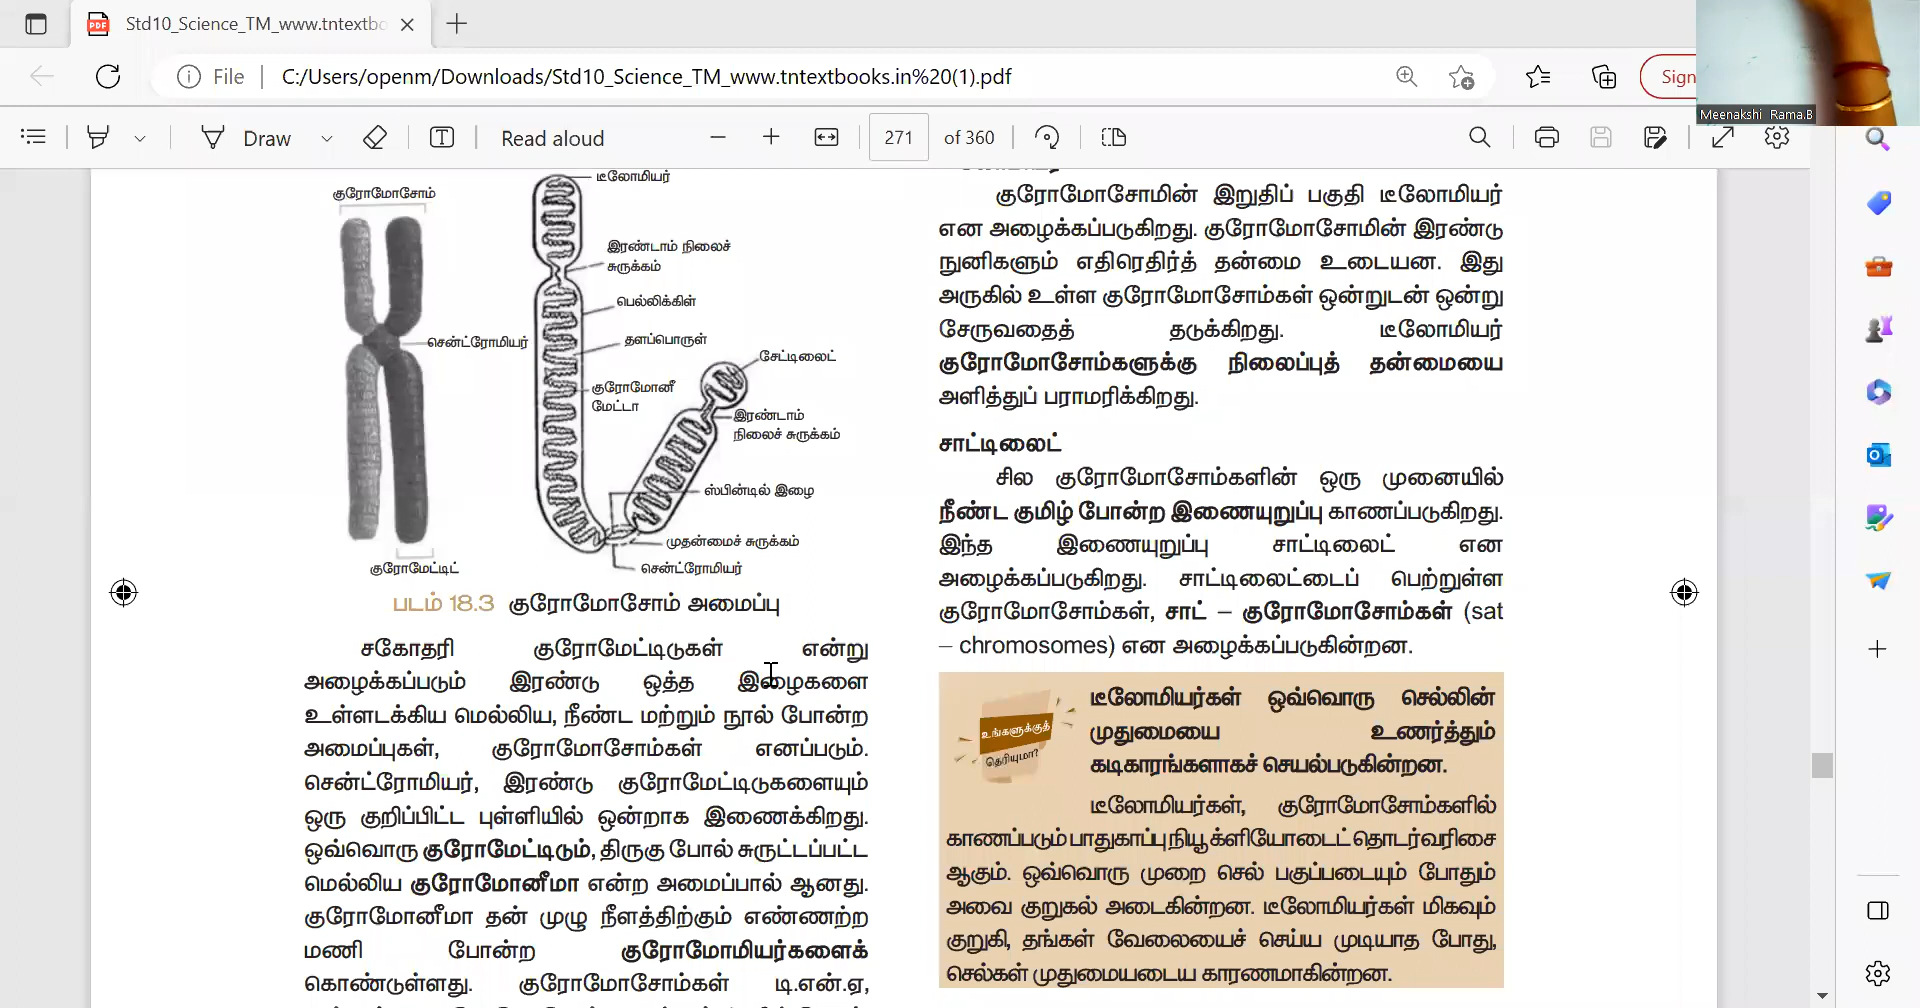 Std10_Science_TM_www.tntextbo
File
C:/Users/openm/Downloads/Std10_Science_TM_www.tntextbooks.in%20(1).pdf
Sign
Meenakshi Rama.B
Draw
Read aloud
271 of 360
குரோமோசோம்
டீலோமியர்
இரண்டாம் நிலைச்
சுருக்கம்
பெல்லிக்கிள்
சென்ட்ரோமியர்
தளப்பொருள்
சேட்டிலைட்
குரோமோனீ
மேட்டா
இரண்டாம்
நிலைச் சுருக்கம்
ஸ்பின்டில் இழை
முதன்மைச் சுருக்கம்
குரோமேட்டிட்
சென்ட்ரோமியர்
படம் 18.3 குரோமோசோம் அமைப்பு
சகோதரி குரோமேட்டிடுகள் என்று
அழைக்கப்படும் இரண்டு ஒத்த இழைகளை
உள்ளடக்கிய மெல்லிய, நீண்ட மற்றும் நூல் போன்ற
அமைப்புகள், குரோமோசோம்கள் எனப்படும்.
சென்ட்ரோமியர், இரண்டு குரோமேட்டிடுகளையும்
ஒரு குறிப்பிட்ட புள்ளியில் ஒன்றாக இணைக்கிறது.
ஒவ்வொரு குரோமேட்டிடும், திருகு போல் சுருட்டப்பட்ட
மெல்லிய குரோமோனீமா என்ற அமைப்பால் ஆனது.
குரோமோனீமா தன் முழு நீளத்திற்கும் எண்ணற்ற
மணி போன்ற குரோமோமியர்களைக்
கொண்டுள்ளது. குரோமோசோம்கள் டி.என்.ஏ,
குரோமோசோமின் இறுதிப் பகுதி டீலோமியர்
என அழைக்கப்படுகிறது. குரோமோசோமின் இரண்டு
நுனிகளும் எதிரெதிர்த் தன்மை உடையன. இது
அருகில் உள்ள குரோமோசோம்கள் ஒன்றுடன் ஒன்று
சேருவதைத் தடுக்கிறது. டீலோமியர்
குரோமோசோம்களுக்கு நிலைப்புத் தன்மையை
அளித்துப் பராமரிக்கிறது.
சாட்டிலைட்
சில குரோமோசோம்களின் ஒரு முனையில்
நீண்ட குமிழ் போன்ற இணையுறுப்பு காணப்படுகிறது.
இந்த இணையுறுப்பு சாட்டிலைட் என
அழைக்கப்படுகிறது. சாட்டிலைட்டைப் பெற்றுள்ள
குரோமோசோம்கள், சாட் – குரோமோசோம்கள் (sat
– chromosomes) என அழைக்கப்படுகின்றன.
உங்களுக்குத்
தெரியுமா?
டீலோமியர்கள் ஒவ்வொரு செல்லின்
முதுமையை உணர்த்தும்
கடிகாரங்களாகச் செயல்படுகின்றன.
டீலோமியர்கள், குரோமோசோம்களில்
காணப்படும் பாதுகாப்பு நியூக்ளியோடைட் தொடர்வரிசை
ஆகும். ஒவ்வொரு முறை செல் பகுப்படையும் போதும்
அவை குறுகல் அடைகின்றன. டீலோமியர்கள் மிகவும்
குறுகி, தங்கள் வேலையைச் செய்ய முடியாத போது,
செல்கள் முதுமையடைய காரணமாகின்றன.